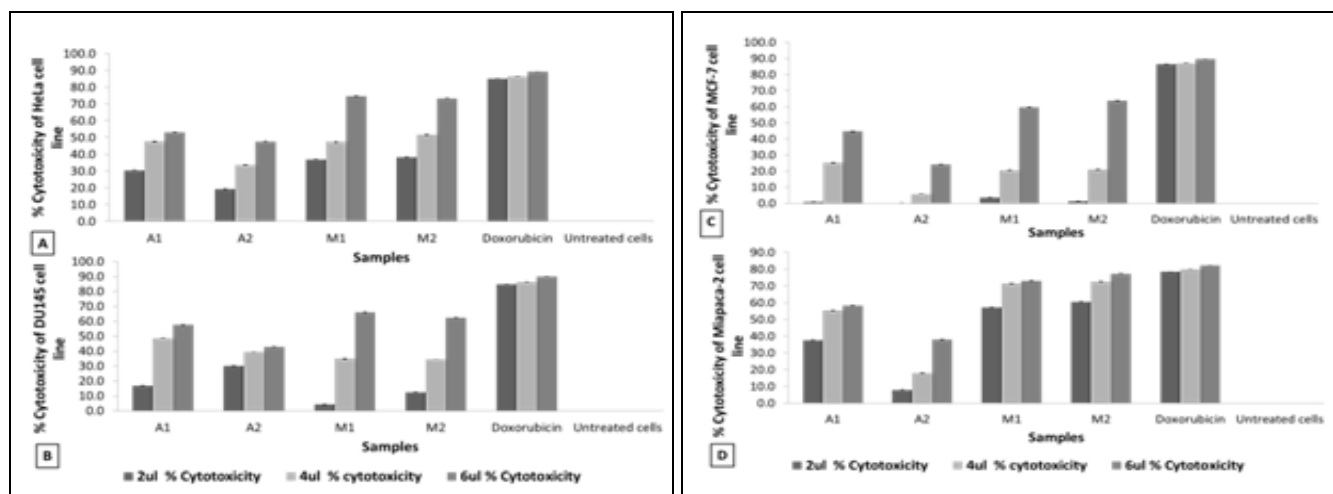 % Cytotoxicity of HeLa cell
line
100.0
90.0
80.0
70.0
60.0
50.0
40.0
30.0
20.0
10.0
0.0
A1 A2 M1 M2 Doxorubicin Untreated cells
Samples
A
% Cytotoxicity of DU145 cell
line
100.0
90.0
80.0
70.0
60.0
50.0
40.0
30.0
20.0
10.0
0.0
A1 A2 M1 M2 Doxorubicin Untreated cells
Samples
B
2ul % Cytotoxicity 4ul % cytotoxicity 6ul % Cytotoxicity
% Cytotoxicity of MCF-7 cell
line
100.0
90.0
80.0
70.0
60.0
50.0
40.0
30.0
20.0
10.0
0.0
A1 A2 M1 M2 Doxorubicin Untreated cells
Samples
C
% Cytotoxicity of Miapaca-2 cell
line
90.0
80.0
70.0
60.0
50.0
40.0
30.0
20.0
10.0
0.0
A1 A2 M1 M2 Doxorubicin Untreated cells
Samples
D
2ul % Cytotoxicity 4ul % cytotoxicity 6ul % Cytotoxicity